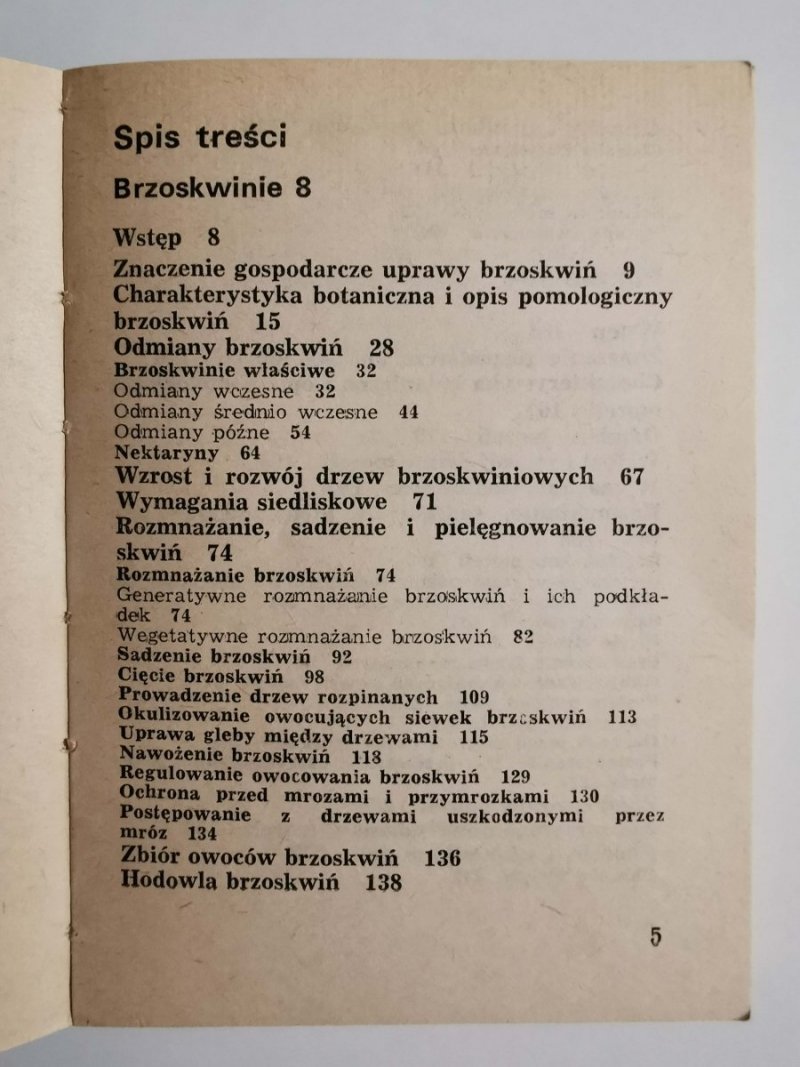 Spis treści
Brzoskwinie 8
Wstęp 8
Znaczenie gospodarcze uprawy brzoskwiń 9
Charakterystyka botaniczna i opis pomologiczny
brzoskwiń 15
Odmiany brzoskwiń 28
Brzoskwinie właściwe 32
Odmiany wczesne 32
Odmiany średnio wczesne 44
Odmiany późne 54
Nektaryny 64
Wzrost i rozwój drzew brzoskwiniowych 67
Wymagania siedliskowe 71
Rozmnażanie, sadzenie i pielęgnowanie brzo-
skwiń 74
Rozmnażanie brzoskwiń 74
Generatywne rozmnażanie brzoskwiń i ich podkła-
dek 74
Wegetatywne rozmnażanie brzoskwiń 82
Sadzenie brzoskwiń 92
Cięcie brzoskwiń 98
Prowadzenie drzew rozpinanych 109
Okulizowanie owocujących siewek brzoskwiń 113
Uprawa gleby między drzewami 115
Nawożenie brzoskwiń 118
Regulowanie owocowania brzoskwiń 129
Ochrona przed mrozami i przymrozkami 130
Postępowanie z drzewami uszkodzonymi przez
mróz 134
Zbiór owoców brzoskwiń 136
Hodowla brzoskwiń 138
5